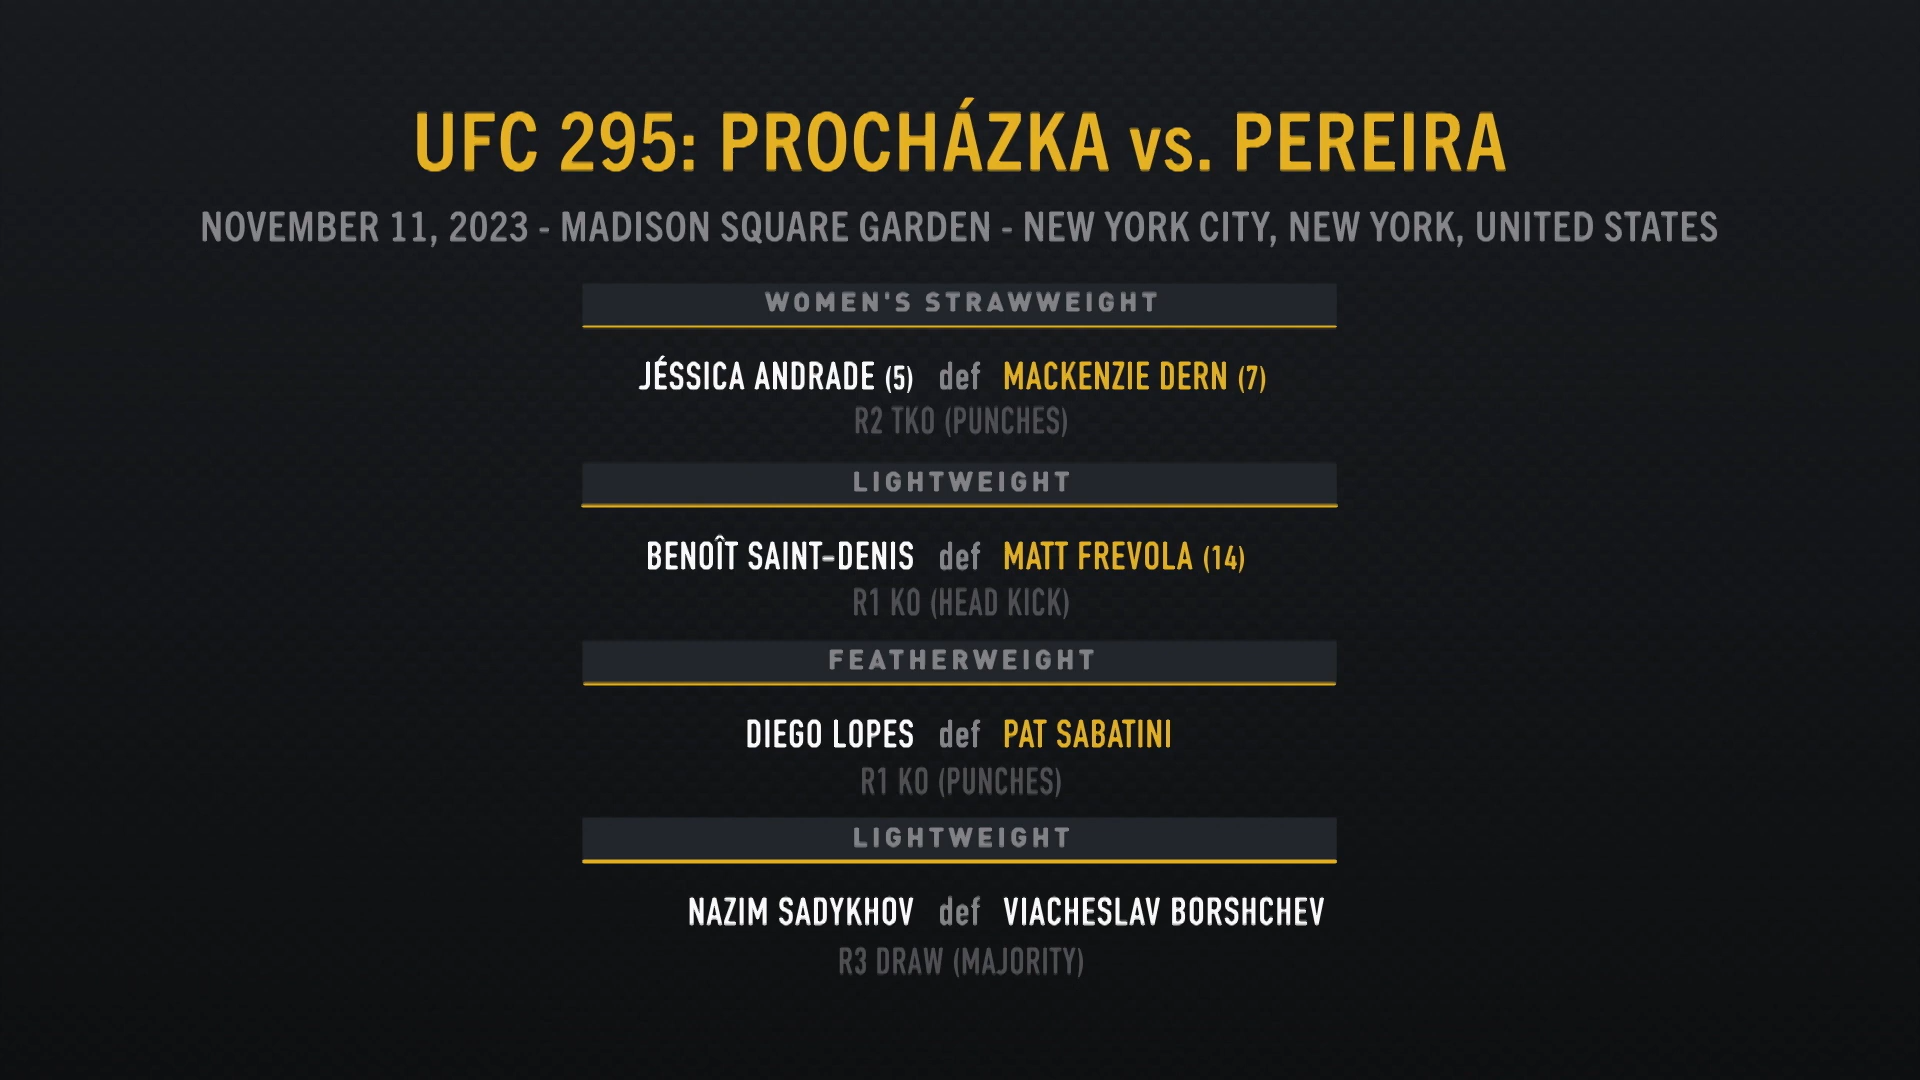 UFC 295: PROCHÁZKA vs. PEREIRA
NOVEMBER 11, 2023 - MADISON SQUARE GARDEN - NEW YORK CITY, NEW YORK, UNITED STATES
WOMEN'S STRAWWEIGHT
JÉSSICA ANDRADE (5) def MACKENZIE DERN (7)
R2 TKO (PUNCHES)
LIGHTWEIGHT
BENOÎT SAINT-DENIS def MATT FREVOLA (14)
R1 KO (HEAD KICK)
FEATHERWEIGHT
DIEGO LOPES def PAT SABATINI
R1 KO (PUNCHES)
LIGHTWEIGHT
NAZIM SADYKHOV def VIACHESLAV BORSHCHEV
R3 DRAW (MAJORITY)